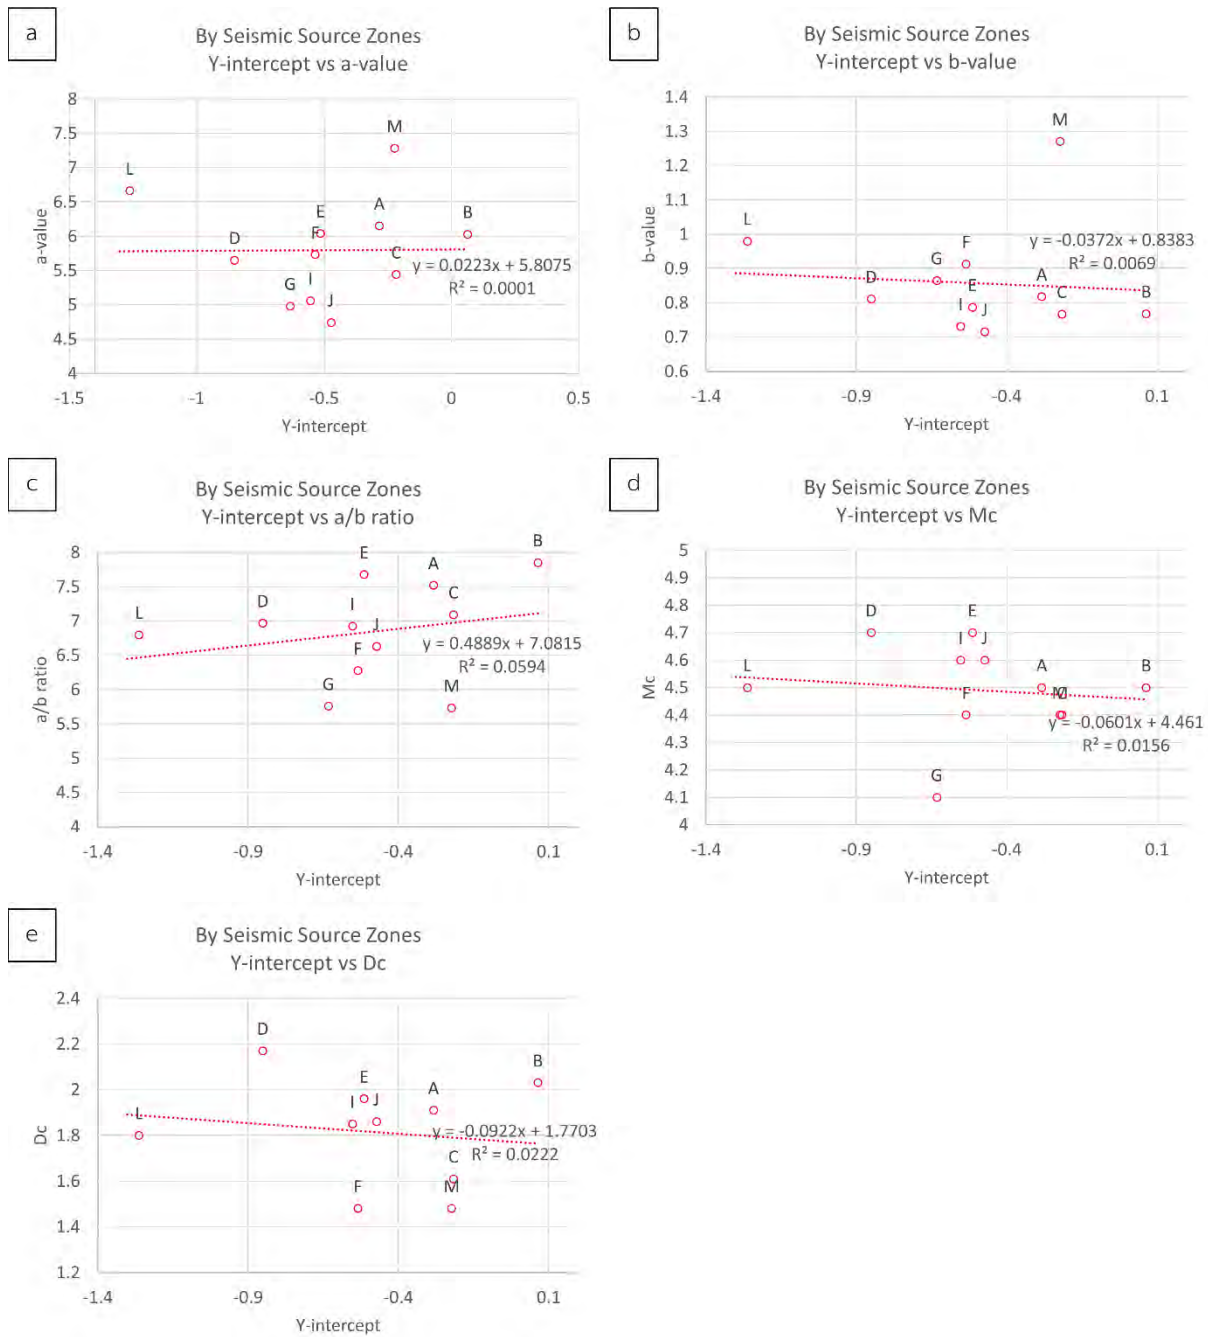 a
By Seismic Source Zones
Y-intercept vs a-value
8
7.5
7
6.5
6
5.5
5
4.5
4
a-value
M
L
A
B
E
F
D
C
G
I
J
y = 0.0223x + 5.8075
R² = 0.0001
-1.5
-1
-0.5
0
0.5
Y-intercept
b
By Seismic Source Zones
Y-intercept vs b-value
1.4
1.3
1.2
1.1
1
0.9
0.8
0.7
0.6
b-value
M
L
F
G
D
E
A
C
B
I
J
y = -0.0372x + 0.8383
R² = 0.0069
-1.4
-0.9
-0.4
0.1
Y-intercept
c
By Seismic Source Zones
Y-intercept vs a/b ratio
8
7.5
7
6.5
6
5.5
5
4.5
4
a/b ratio
B
E
A
C
D
L
I
J
F
G
M
y = 0.4889x + 7.0815
R² = 0.0594
-1.4
-0.9
-0.4
0.1
Y-intercept
d
By Seismic Source Zones
Y-intercept vs Mc
5
4.9
4.8
4.7
4.6
4.5
4.4
4.3
4.2
4.1
4
Mc
D
E
I
J
L
A
B
F
M
C
G
y = -0.0601x + 4.461
R² = 0.0156
-1.4
-0.9
-0.4
0.1
Y-intercept
e
By Seismic Source Zones
Y-intercept vs Dc
2.4
2.2
2
1.8
1.6
1.4
1.2
Dc
D
B
E
A
I
J
L
C
F
M
y = -0.0922x + 1.7703
R² = 0.0222
-1.4
-0.9
-0.4
0.1
Y-intercept